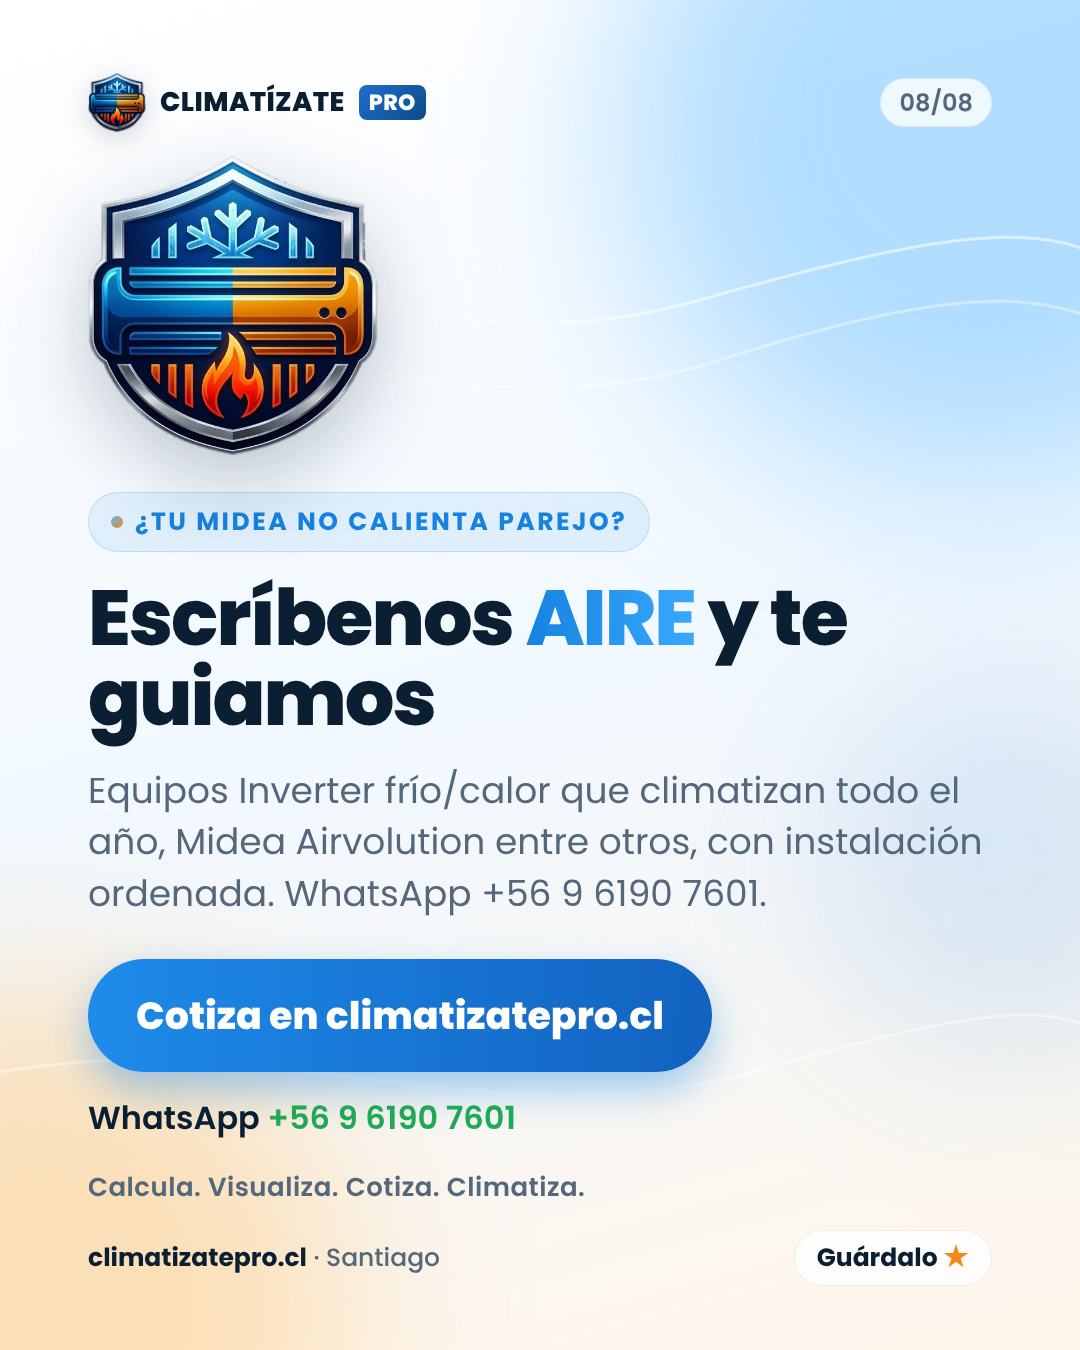 CLIMATÍZATE PRO
08/08
¿TU MIDEA NO CALIENTA PAREJO?
Escríbenos AIRE y te
guiamos
Equipos Inverter frío/calor que climatizan todo el
año, Midea Airvolution entre otros, con instalación
ordenada. WhatsApp +56 9 6190 7601.
Cotiza en climatizatepro.cl
WhatsApp +56 9 6190 7601
Calcula. Visualiza. Cotiza. Climatiza.
climatizatepro.cl · Santiago
Guárdalo ★